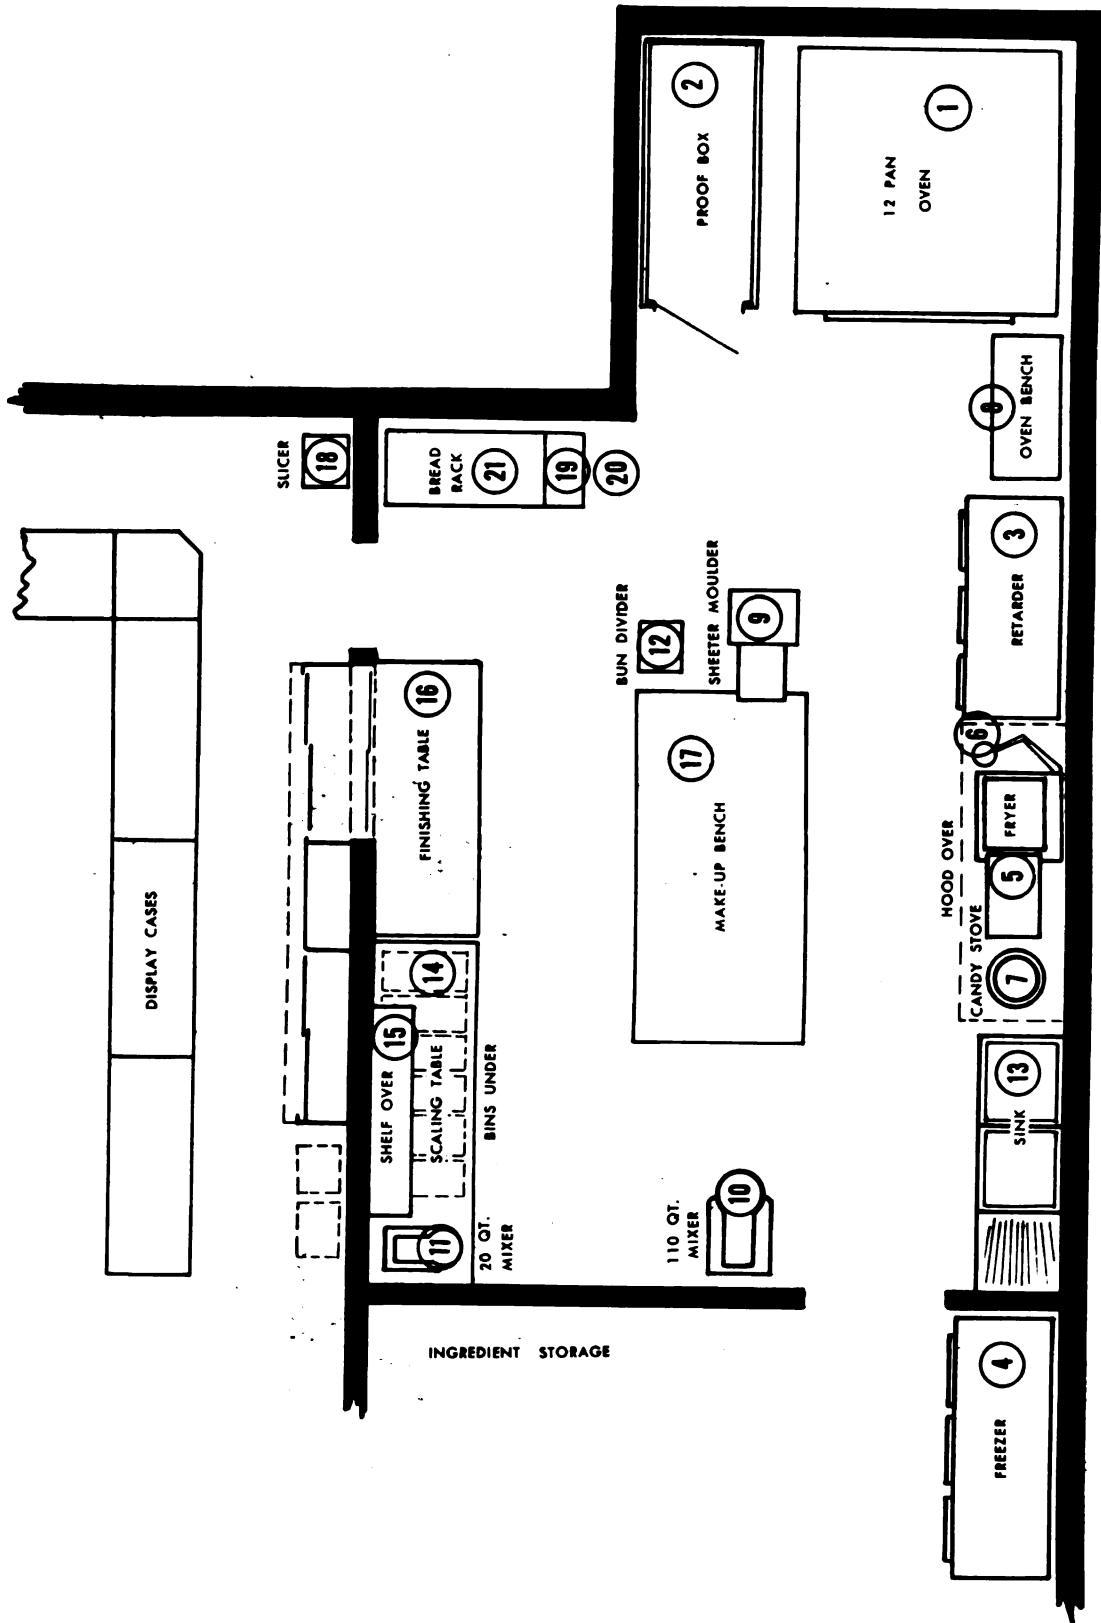 DISPLAY CASES
SLICER
18
SHELF OVER
15
SCALING TABLE
14
BINS UNDER
11
20 QT.
MIXER
FINISHING TABLE
16
BREAD
RACK
21
19
20
INGREDIENT STORAGE
BUN DIVIDER
12
SHEETER MOULDER
9
MAKE-UP BENCH
17
110 QT.
MIXER
10
PROOF BOX
2
12 PAN
OVEN
1
FREEZER
4
SINK
13
HOOD OVER
CANDY STOVE
7
5
FRYER
6
RETARDER
3
8
OVEN BENCH